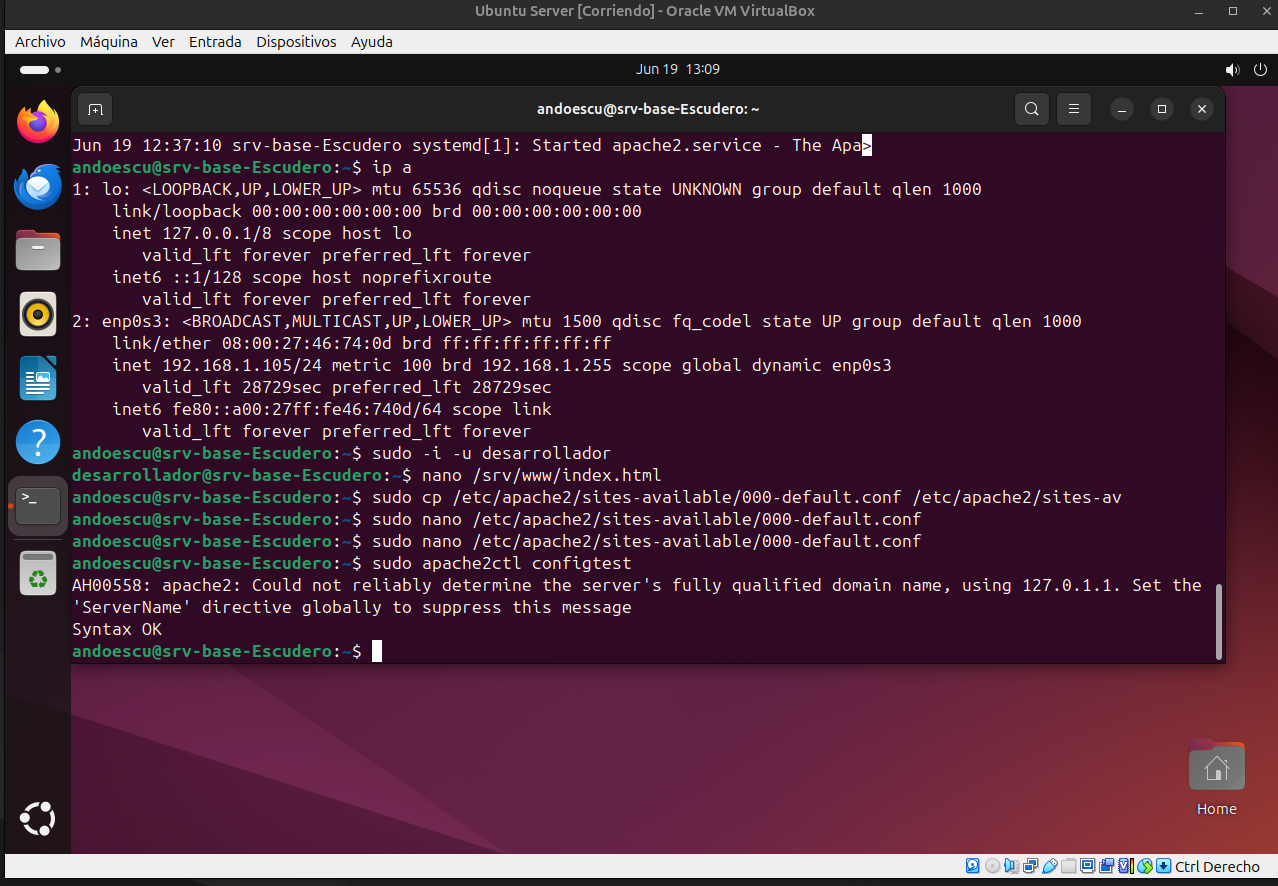 Ubuntu Server [Corriendo] - Oracle VM VirtualBox
Archivo Máquina Ver Entrada Dispositivos Ayuda
Jun 19 13:09
andoescu@srv-base-Escudero: ~
Jun 19 12:37:10 srv-base-Escudero systemd[1]: Started apache2.service - The Apa>
andoescu@srv-base-Escudero:~$ ip a
1: lo: <LOOPBACK,UP,LOWER_UP> mtu 65536 qdisc noqueue state UNKNOWN group default qlen 1000
    link/loopback 00:00:00:00:00:00 brd 00:00:00:00:00:00
    inet 127.0.0.1/8 scope host lo
       valid_lft forever preferred_lft forever
    inet6 ::1/128 scope host noprefixroute
       valid_lft forever preferred_lft forever
2: enp0s3: <BROADCAST,MULTICAST,UP,LOWER_UP> mtu 1500 qdisc fq_codel state UP group default qlen 1000
    link/ether 08:00:27:46:74:0d brd ff:ff:ff:ff:ff:ff
    inet 192.168.1.105/24 metric 100 brd 192.168.1.255 scope global dynamic enp0s3
       valid_lft 28729sec preferred_lft 28729sec
    inet6 fe80::a00:27ff:fe46:740d/64 scope link
       valid_lft forever preferred_lft forever
andoescu@srv-base-Escudero:~$ sudo -i -u desarrollador
desarrollador@srv-base-Escudero:~$ nano /srv/www/index.html
andoescu@srv-base-Escudero:~$ sudo cp /etc/apache2/sites-available/000-default.conf /etc/apache2/sites-av
andoescu@srv-base-Escudero:~$ sudo nano /etc/apache2/sites-available/000-default.conf
andoescu@srv-base-Escudero:~$ sudo nano /etc/apache2/sites-available/000-default.conf
andoescu@srv-base-Escudero:~$ sudo apache2ctl configtest
AH00558: apache2: Could not reliably determine the server's fully qualified domain name, using 127.0.1.1. Set the
'ServerName' directive globally to suppress this message
Syntax OK
andoescu@srv-base-Escudero:~$
Home
Ctrl Derecho